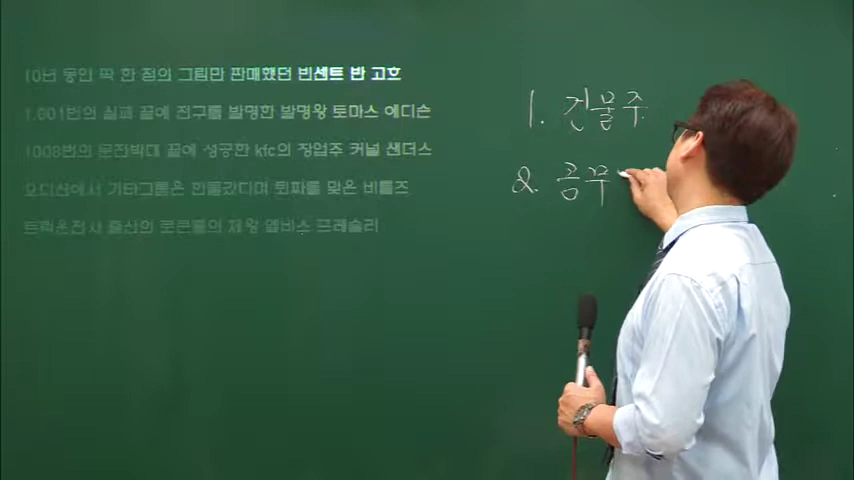 10년 동안 딱 한 점의 그림만 판매했던 빈센트 반 고흐
1,001번의 실패 끝에 전구를 발명한 발명왕 토마스 에디슨
1008번의 문전박대 끝에 성공한 kfc의 창업주 커널 샌더스
오디션에서 기타그룹은 한물갔다며 퇴짜를 맞은 비틀즈
트럭운전사 출신의 로큰롤의 제왕 엘비스 프레슬리
1. 건물주
2. 공무